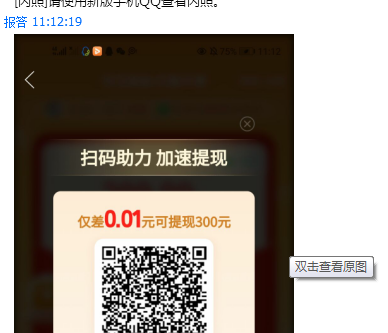 [闪照]请使用新版手机QQ查看闪照。
报答 11:12:19
扫码助力 加速提现
仅差0.01元可提现300元
双击查看原图